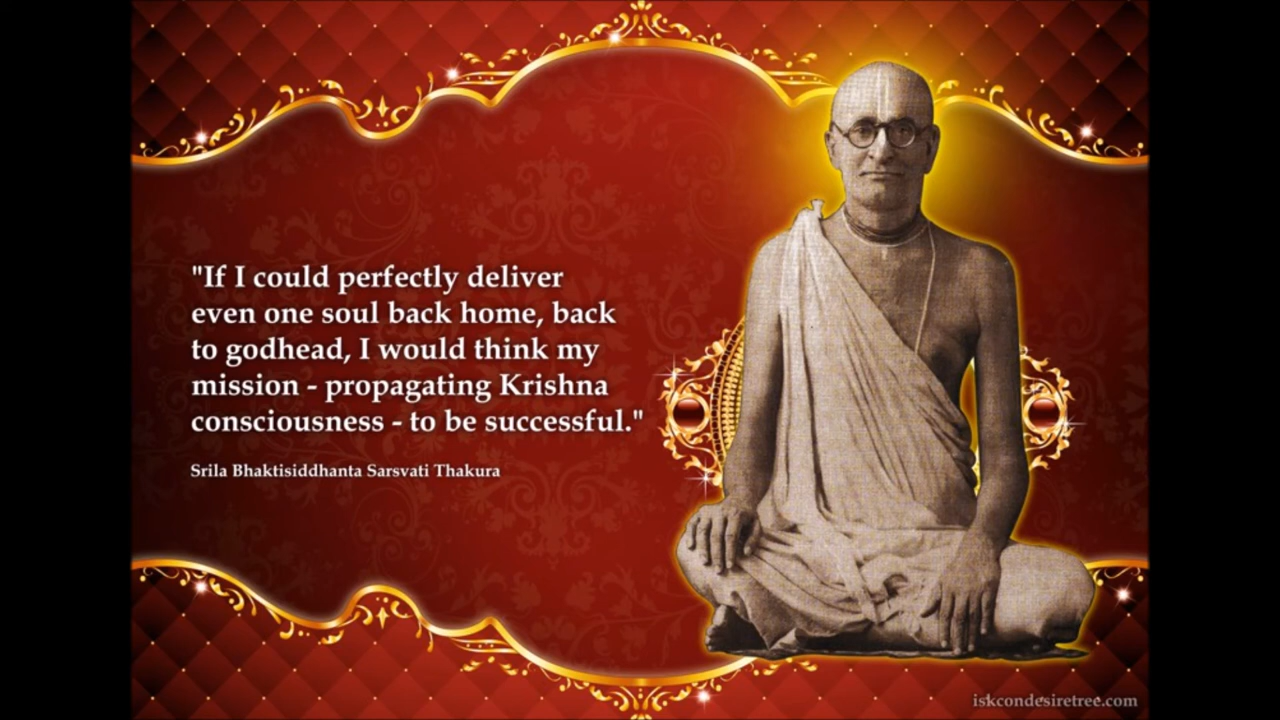 "If I could perfectly deliver
even one soul back home, back
to godhead, I would think my
mission - propagating Krishna
consciousness - to be successful."
Srila Bhaktisiddhanta Sarsvati Thakura
iskcondesiretree.com